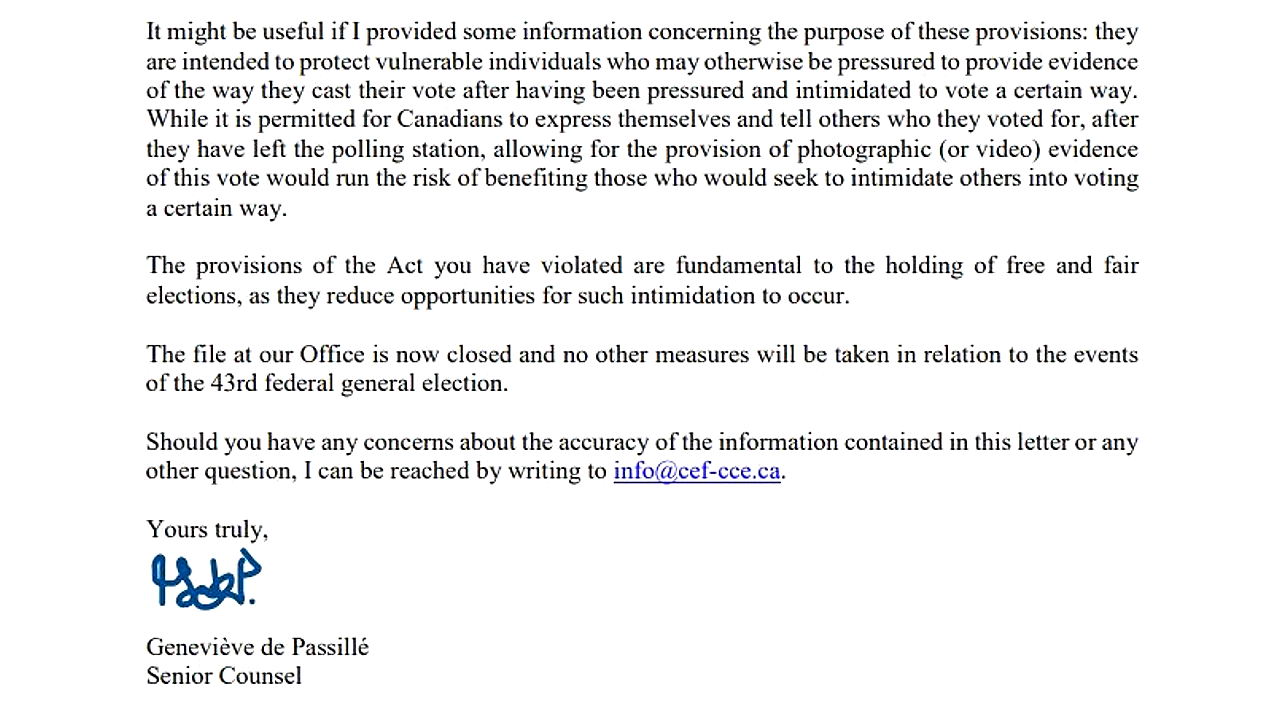 It might be useful if I provided some information concerning the purpose of these provisions: they
are intended to protect vulnerable individuals who may otherwise be pressured to provide evidence
of the way they cast their vote after having been pressured and intimidated to vote a certain way.
While it is permitted for Canadians to express themselves and tell others who they voted for, after
they have left the polling station, allowing for the provision of photographic (or video) evidence
of this vote would run the risk of benefiting those who would seek to intimidate others into voting
a certain way.
The provisions of the Act you have violated are fundamental to the holding of free and fair
elections, as they reduce opportunities for such intimidation to occur.
The file at our Office is now closed and no other measures will be taken in relation to the events
of the 43rd federal general election.
Should you have any concerns about the accuracy of the information contained in this letter or any
other question, I can be reached by writing to info@cef-cce.ca.
Yours truly,
Geneviève de Passillé
Senior Counsel